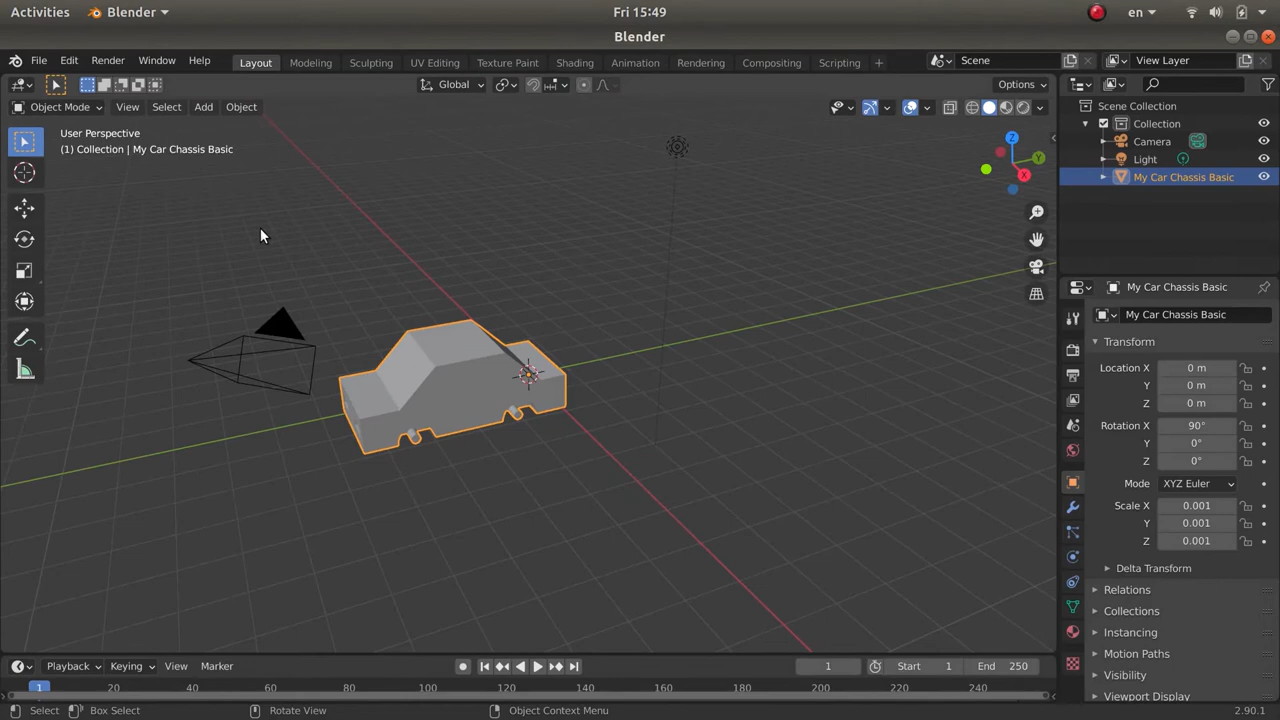 Activities Blender Fri 15:49 en
Blender
File Edit Render Window Help Layout Modeling Sculpting UV Editing Texture Paint Shading Animation Rendering Compositing Scripting + Scene View Layer
Global Options
Object Mode View Select Add Object
User Perspective
(1) Collection | My Car Chassis Basic
Z
Y
X
Scene Collection
Collection
Camera
Light
My Car Chassis Basic
My Car Chassis Basic
My Car Chassis Basic
Transform
Location X 0 m
Y 0 m
Z 0 m
Rotation X 90°
Y 0°
Z 0°
Mode XYZ Euler
Scale X 0.001
Y 0.001
Z 0.001
Delta Transform
Relations
Collections
Instancing
Motion Paths
Visibility
Viewport Display
Playback Keying View Marker 1 Start 1 End 250
1 20 40 60 80 100 120 140 160 180 200 220 240
Select Box Select Rotate View Object Context Menu 2.90.1